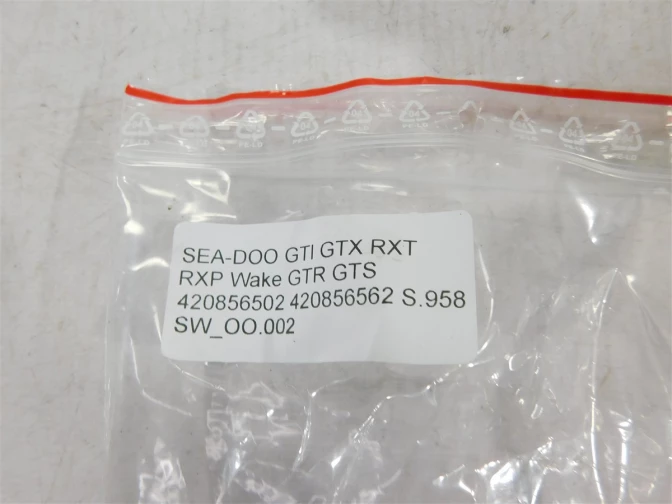 SEA-DOO GTI GTX RXT
RXP Wake GTR GTS
420856502 420856562 S.958
SW_OO.002